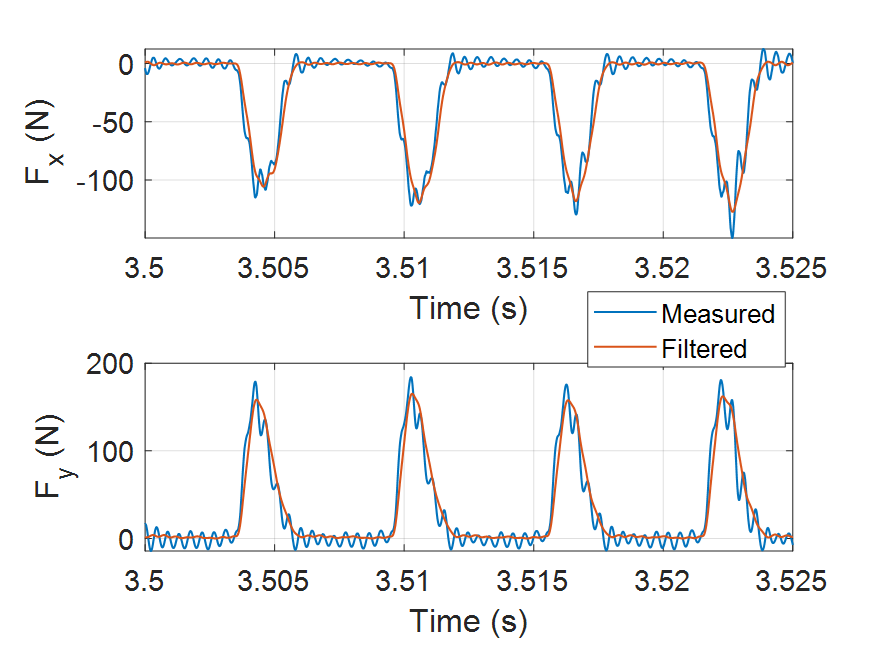 0
-50
-100
F_x (N)
3.5 3.505 3.51 3.515 3.52 3.525
Time (s)
Measured
Filtered
200
100
0
F_y (N)
3.5 3.505 3.51 3.515 3.52 3.525
Time (s)